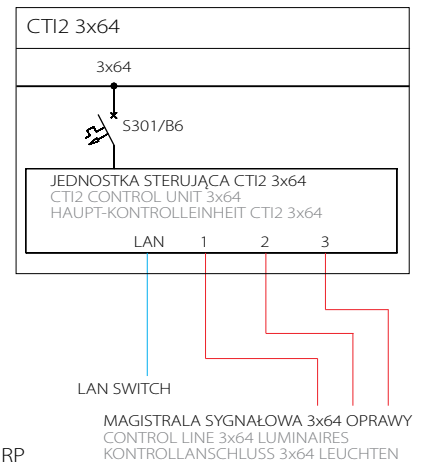 CTI2 3x64
3x64
S301/B6
JEDNOSTKA STERUJĄCA CTI2 3x64
CTI2 CONTROL UNIT 3x64
HAUPT-KONTROLLEINHEIT CTI2 3x64
LAN 1 2 3
LAN SWITCH
MAGISTRALA SYGNAŁOWA 3x64 OPRAWY
CONTROL LINE 3x64 LUMINAIRES
KONTROLLANSCHLUSS 3x64 LEUCHTEN
RP